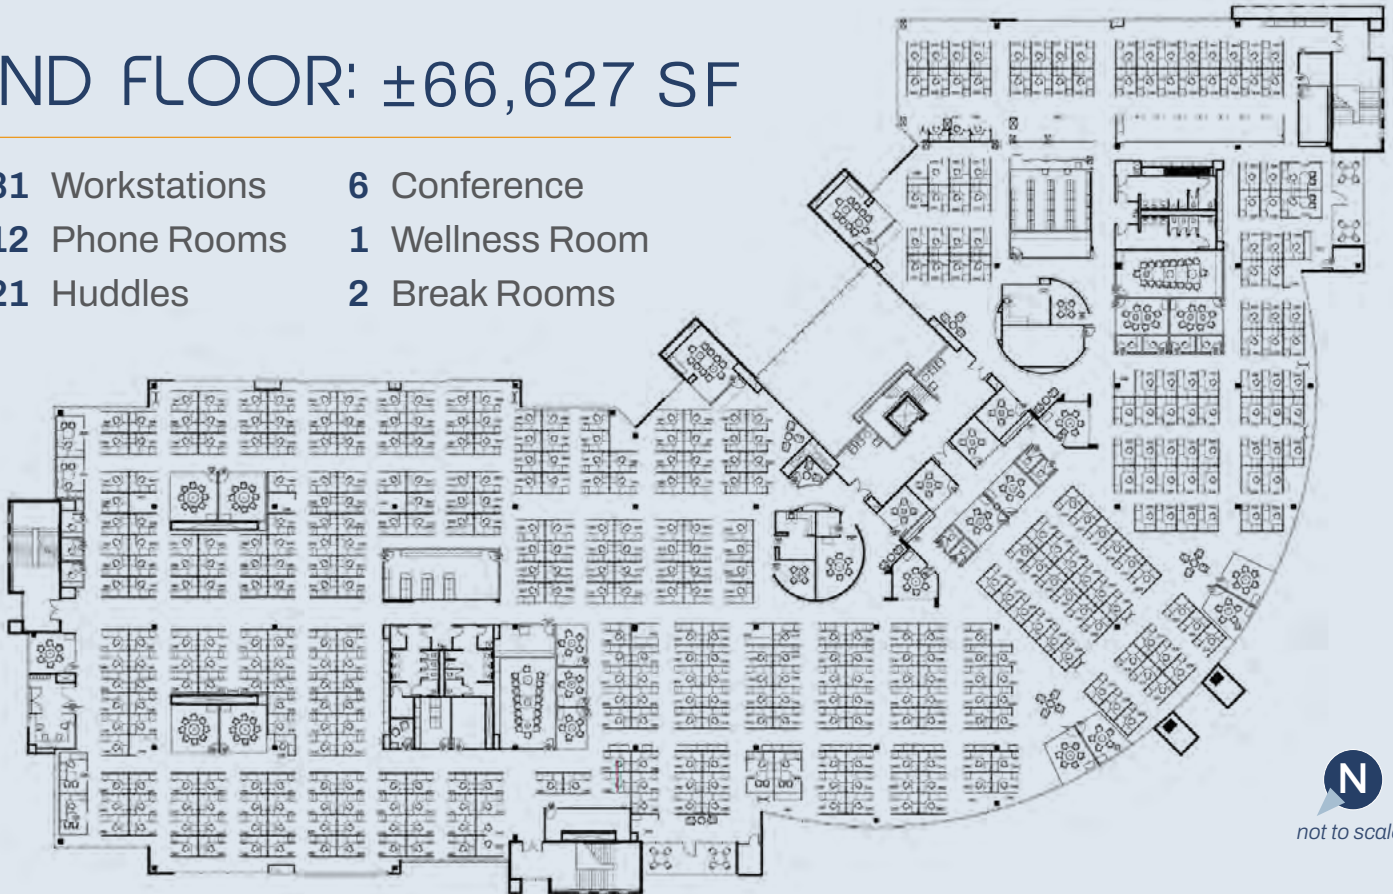 ND FLOOR: ±66,627 SF
31 Workstations
12 Phone Rooms
21 Huddles
6 Conference
1 Wellness Room
2 Break Rooms
N
not to scale